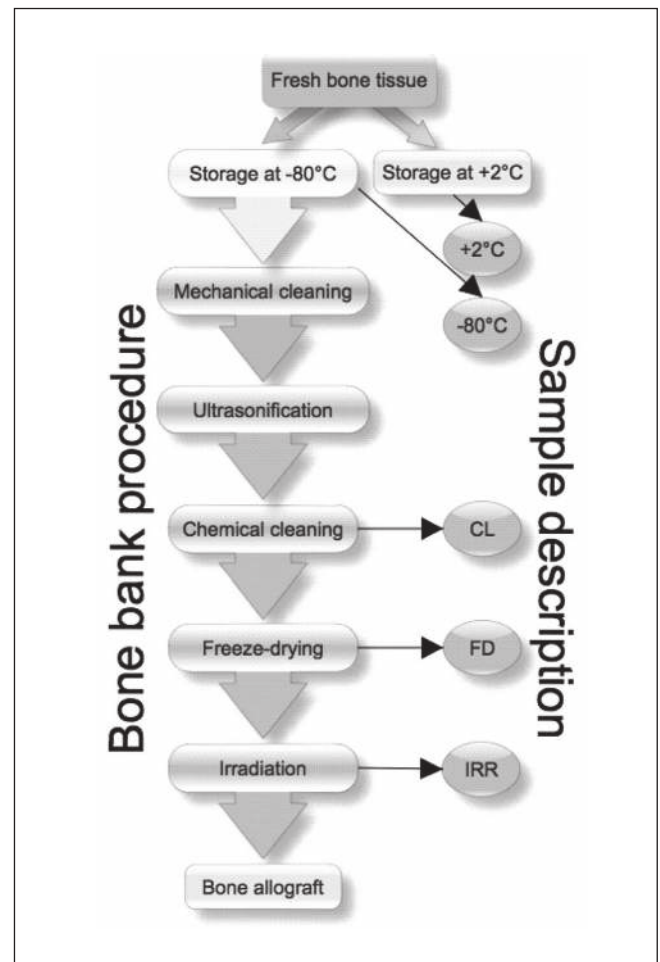 Fresh bone tissue
Storage at -80°C
Storage at +2°C
+2°C
Mechanical cleaning
-80°C
Ultrasonification
Chemical cleaning
CL
Freeze-drying
FD
Irradiation
IRR
Bone allograft
Bone bank procedure
Sample description